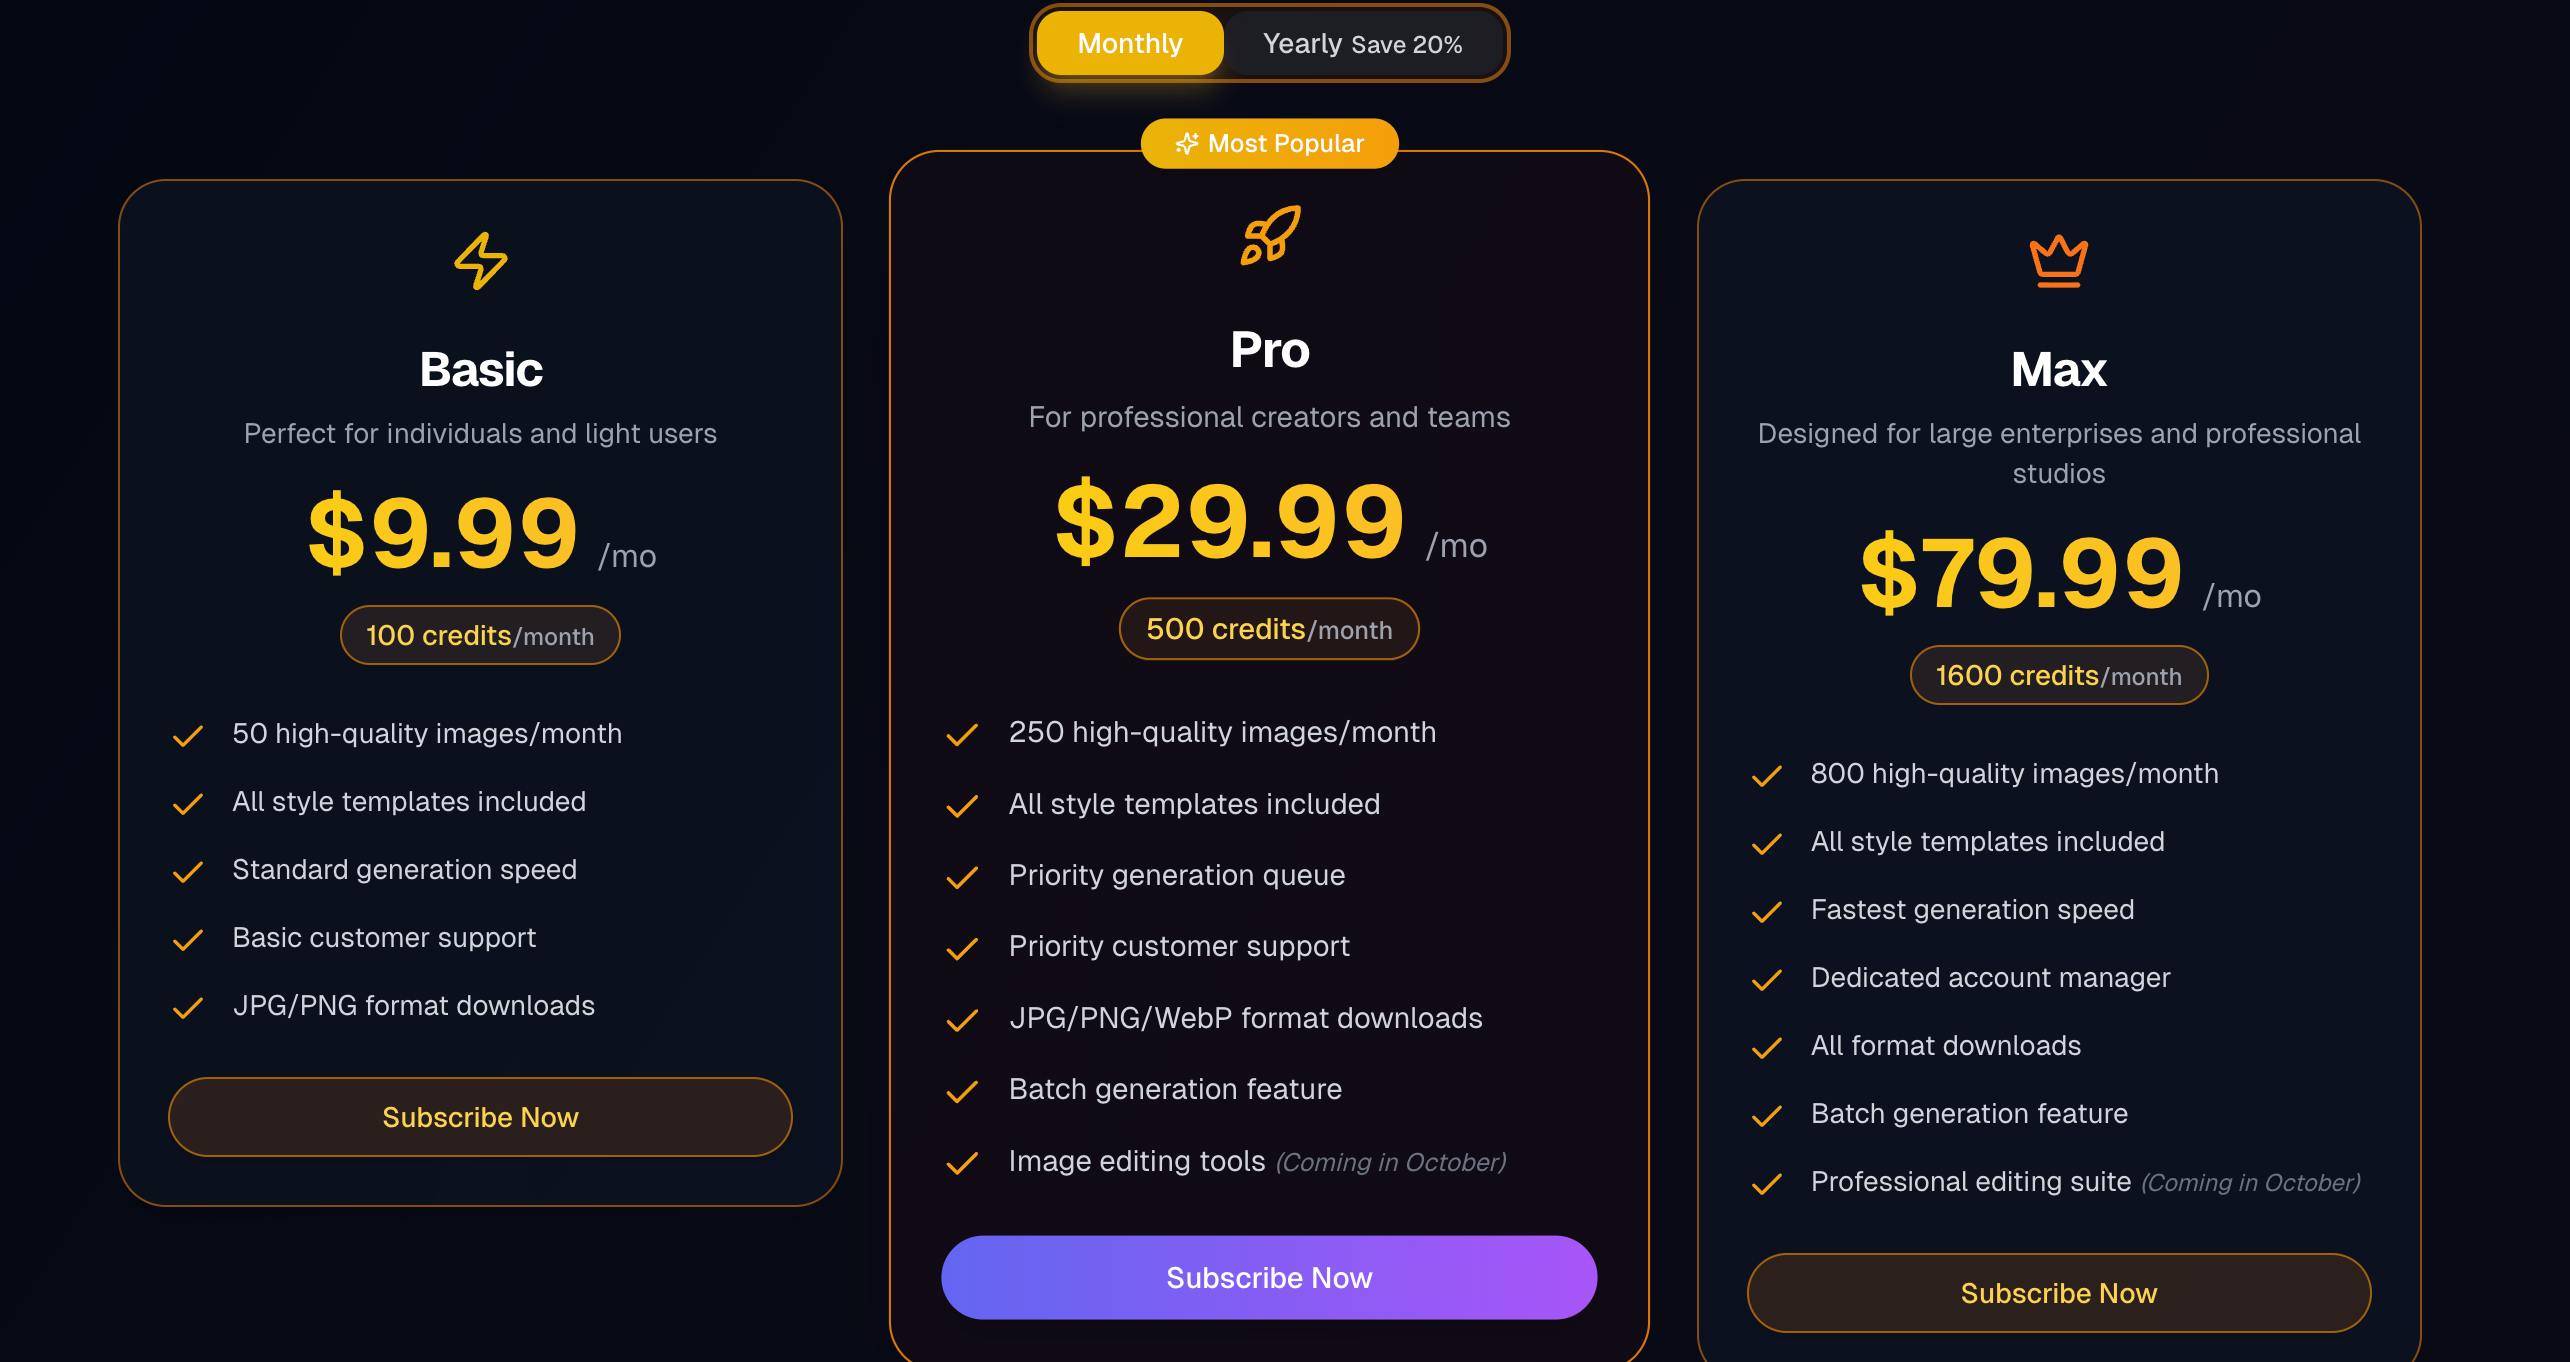 Monthly
Yearly Save 20%
Most Popular
Basic
Perfect for individuals and light users
$9.99 /mo
100 credits/month
50 high-quality images/month
All style templates included
Standard generation speed
Basic customer support
JPG/PNG format downloads
Subscribe Now
Pro
For professional creators and teams
$29.99 /mo
500 credits/month
250 high-quality images/month
All style templates included
Priority generation queue
Priority customer support
JPG/PNG/WebP format downloads
Batch generation feature
Image editing tools (Coming in October)
Subscribe Now
Max
Designed for large enterprises and professional
studios
$79.99 /mo
1600 credits/month
800 high-quality images/month
All style templates included
Fastest generation speed
Dedicated account manager
All format downloads
Batch generation feature
Professional editing suite (Coming in October)
Subscribe Now